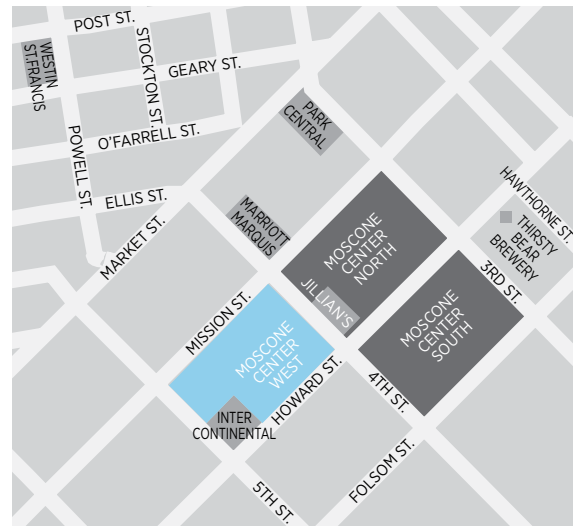 POST ST.
STOCKTON ST.
WESTIN
ST.FRANCIS
GEARY ST.
POWELL ST.
O'FARRELL ST.
PARK
CENTRAL
ELLIS ST.
MARKET ST.
MARRIOTT
MARQUIS
HAWTHORNE ST.
THIRSTY
BEAR
BREWERY
MOSCONE
CENTER
NORTH
3RD ST.
JILLIAN'S
MISSION ST.
MOSCONE
CENTER
SOUTH
MOSCONE
CENTER
WEST
HOWARD ST.
4TH ST.
INTER
CONTINENTAL
FOLSOM ST.
5TH ST.